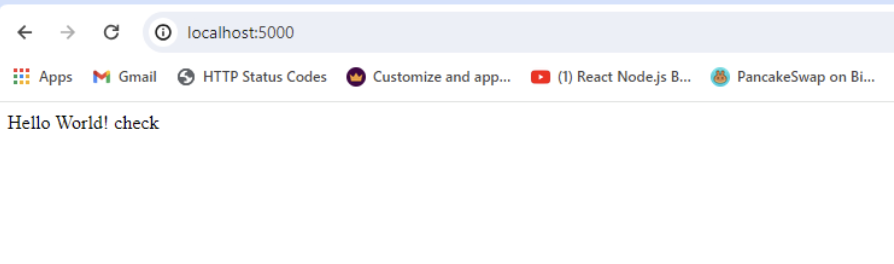 localhost:5000
Apps Gmail HTTP Status Codes Customize and app... (1) React Node.js B... PancakeSwap on Bi...
Hello World! check